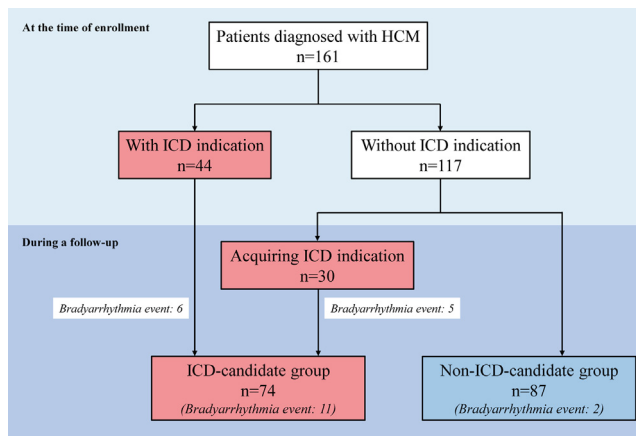 At the time of enrollment
Patients diagnosed with HCM
n=161
With ICD indication
n=44
Without ICD indication
n=117
During a follow-up
Acquiring ICD indication
n=30
Bradyarrhythmia event: 6
Bradyarrhythmia event: 5
ICD-candidate group
n=74
(Bradyarrhythmia event: 11)
Non-ICD-candidate group
n=87
(Bradyarrhythmia event: 2)